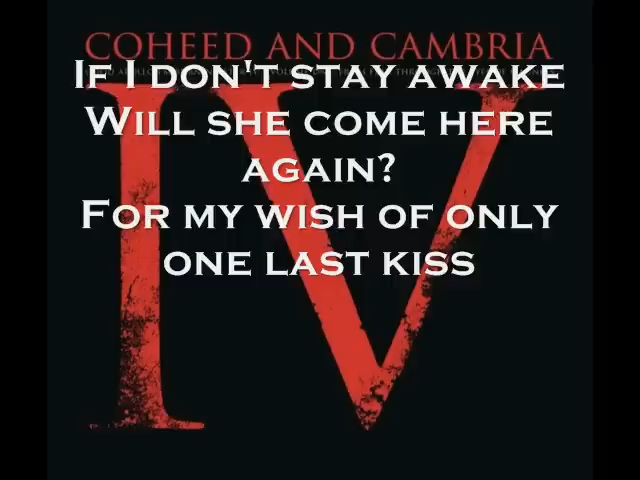 COHEED AND CAMBRIA
IF I DON'T STAY AWAKE
WILL SHE COME HERE
AGAIN?
FOR MY WISH OF ONLY
ONE LAST KISS
IV